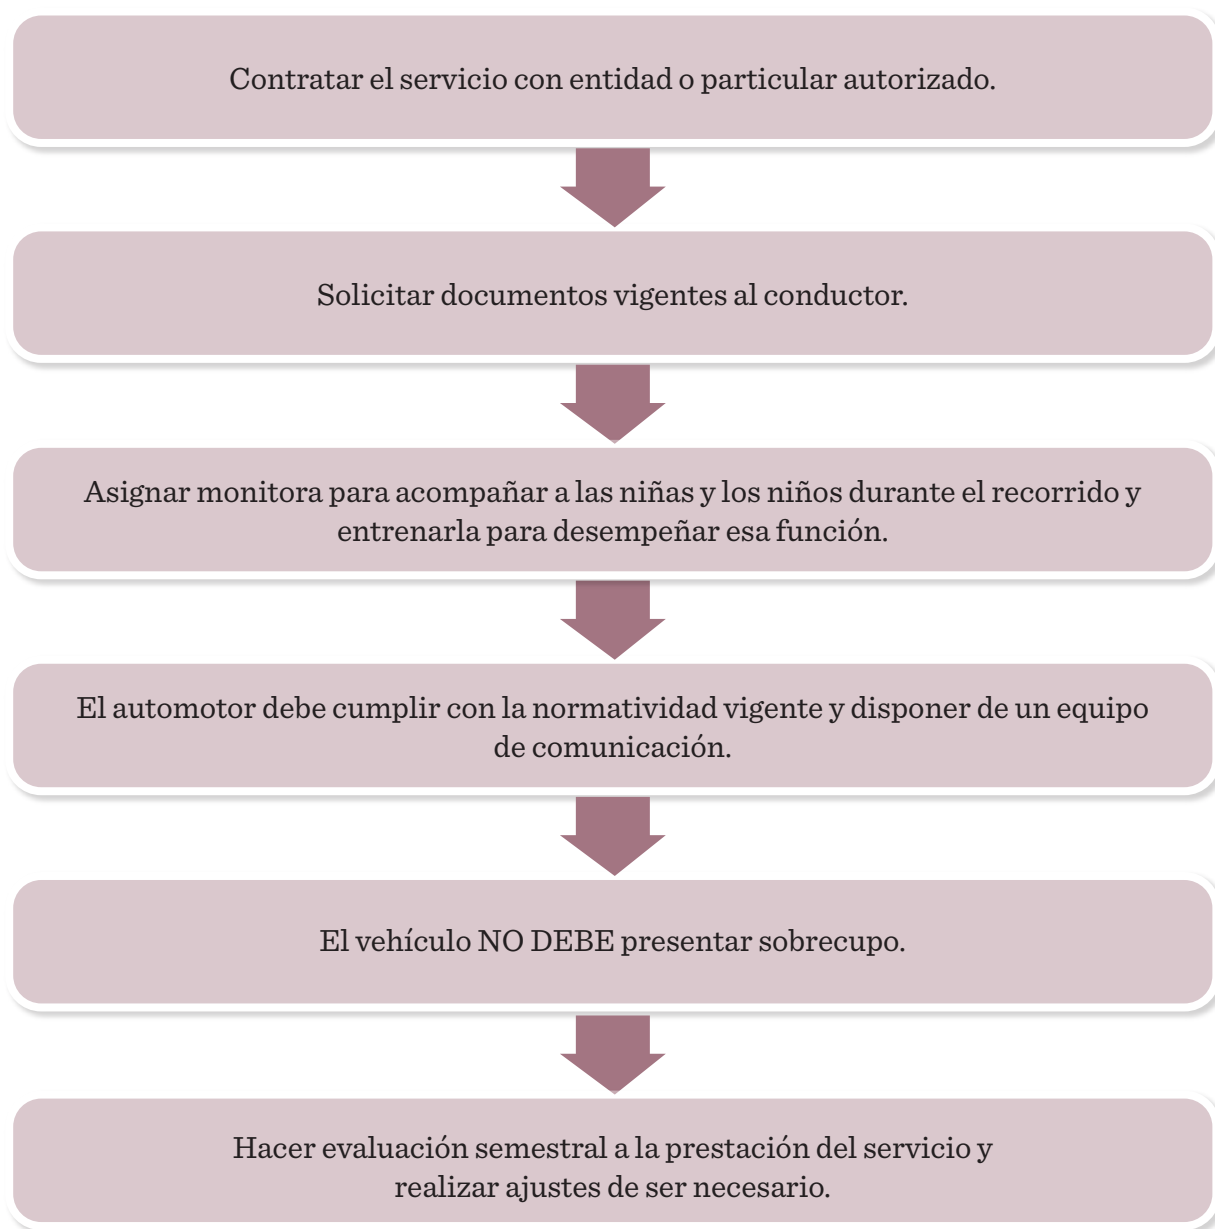 Contratar el servicio con entidad o particular autorizado.
Solicitar documentos vigentes al conductor.
Asignar monitora para acompañar a las niñas y los niños durante el recorrido y
entrenarla para desempeñar esa función.
El automotor debe cumplir con la normatividad vigente y disponer de un equipo
de comunicación.
El vehículo NO DEBE presentar sobrecupo.
Hacer evaluación semestral a la prestación del servicio y
realizar ajustes de ser necesario.